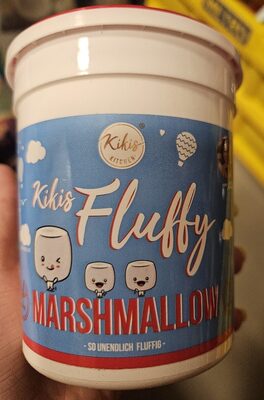 Kikis
KITCHEN
®
Kikis
Fluffy
MARSHMALLOW
- SO UNENDLICH FLUFFIG -